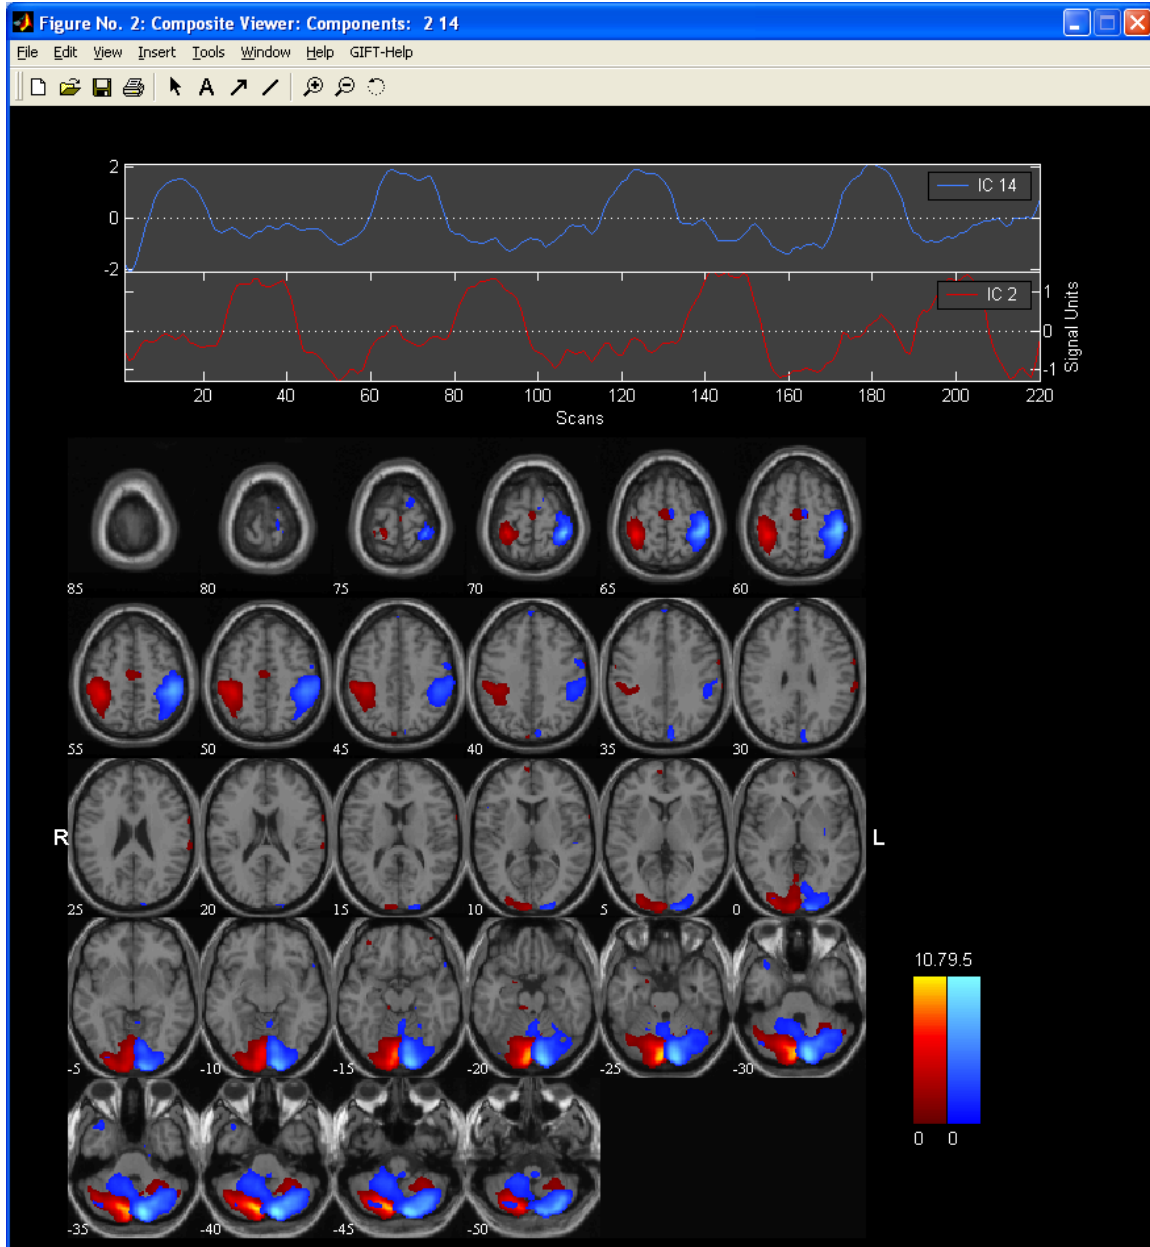 Figure No. 2: Composite Viewer: Components: 2 14
File Edit View Insert Tools Window Help GIFT-Help
A
2
0
-2
IC 14
IC 2
1
0
-1
Signal Units
20 40 60 80 100 120 140 160 180 200 220
Scans
85 80 75 70 65 60
55 50 45 40 35 30
R L
25 20 15 10 5 0
10.79.5
-5 -10 -15 -20 -25 -30
0 0
-35 -40 -45 -50